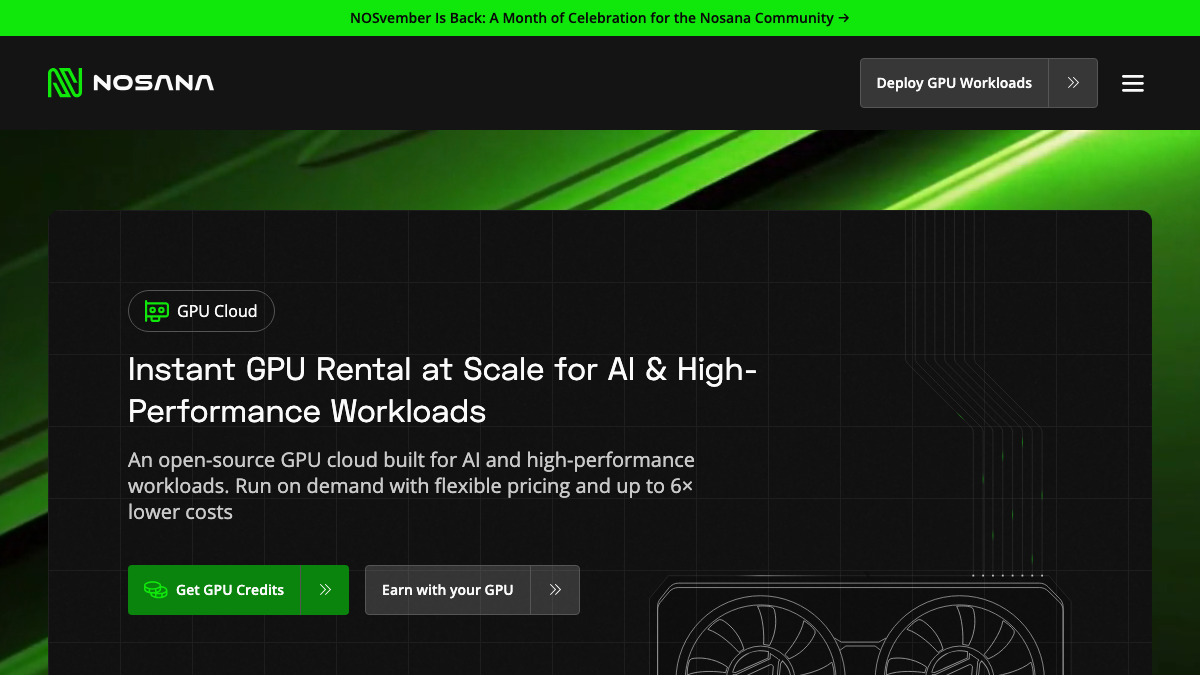 NOSvember Is Back: A Month of Celebration for the Nosana Community →
NOSANA
Deploy GPU Workloads
GPU Cloud
Instant GPU Rental at Scale for AI & High-
Performance Workloads
An open-source GPU cloud built for AI and high-performance
workloads. Run on demand with flexible pricing and up to 6×
lower costs
Get GPU Credits
Earn with your GPU